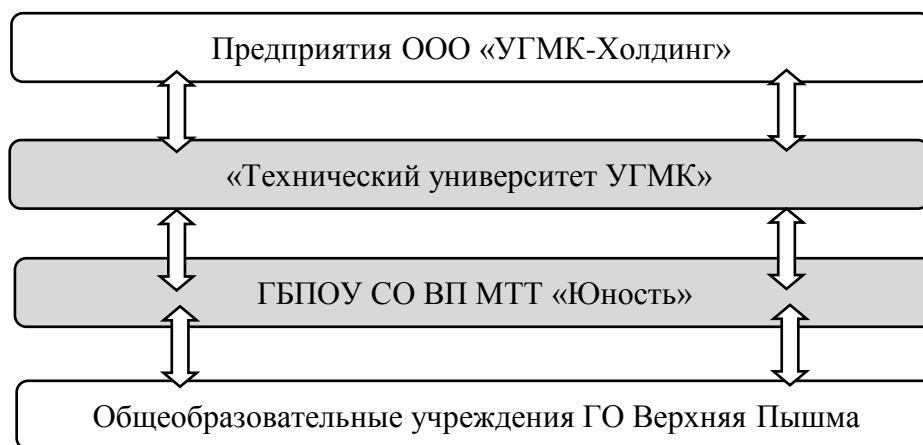 Предприятия ООО «УГМК-Холдинг»
«Технический университет УГМК»
ГБПОУ СО ВП МТТ «Юность»
Общеобразовательные учреждения ГО Верхняя Пышма